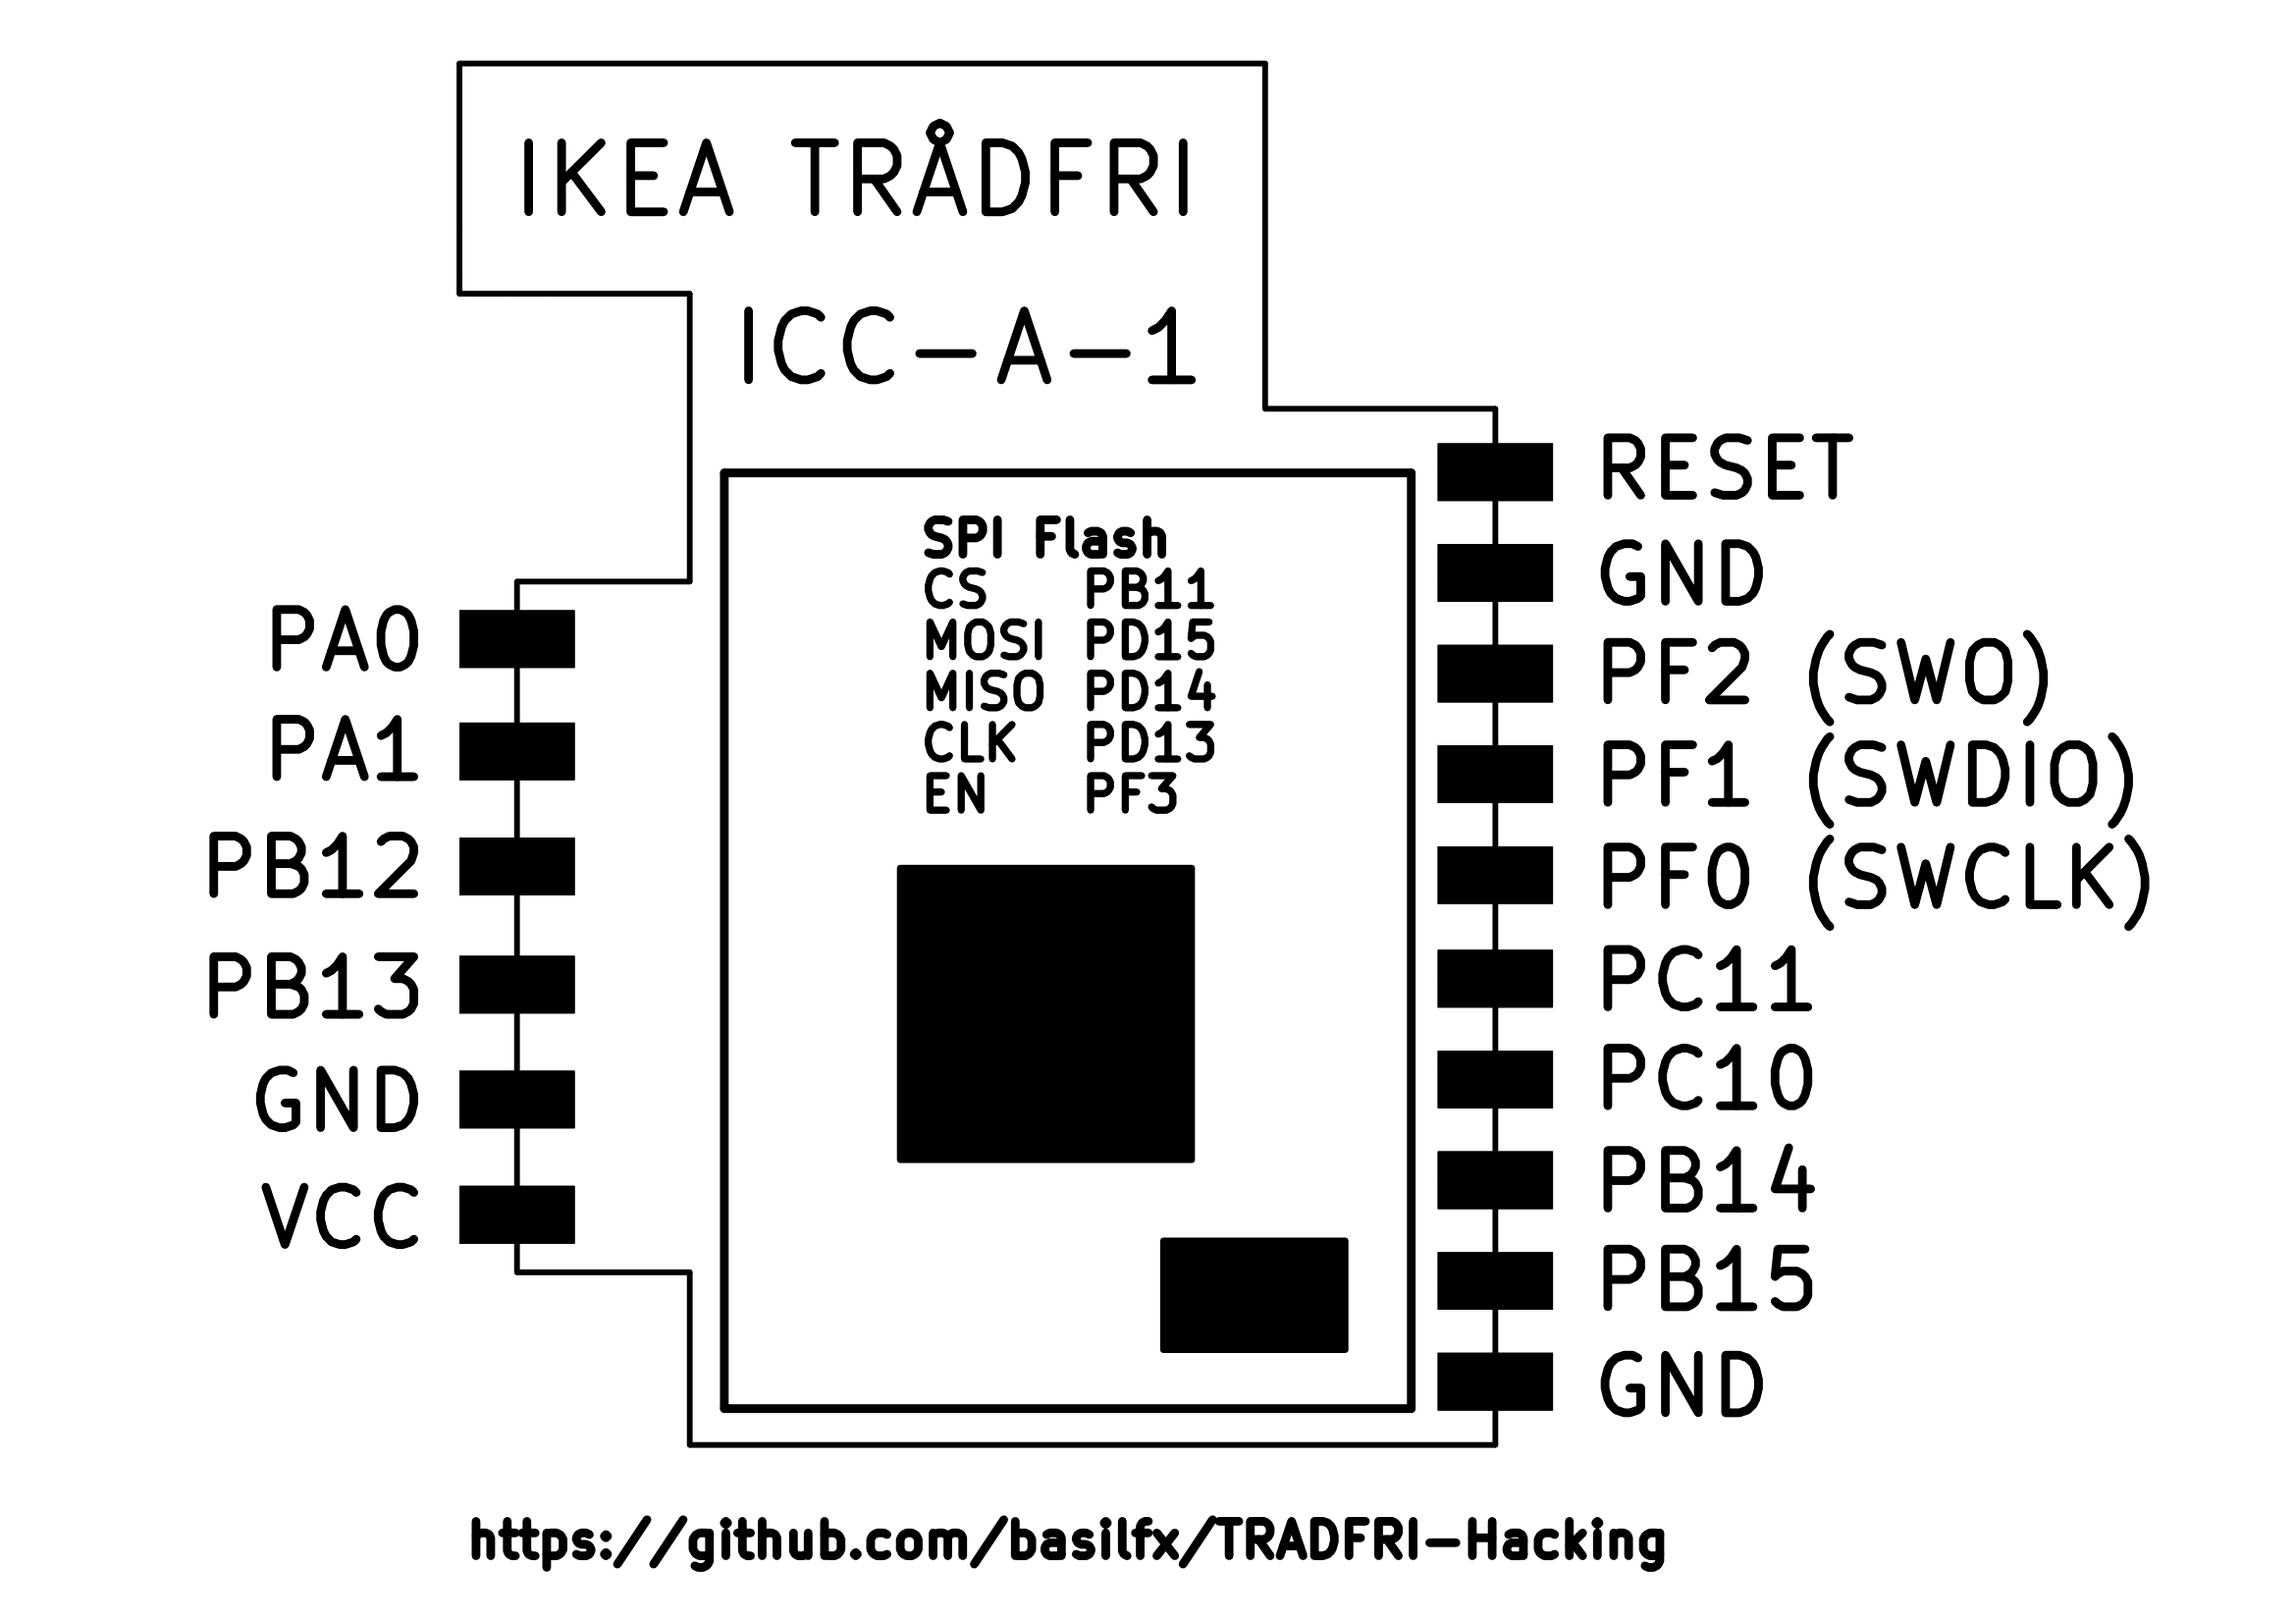 IKEA TRÅDFRI
ICC-A-1
SPI Flash
CS PB11
MOSI PD15
MISO PD14
CLK PD13
EN PF3
PA0
PA1
PB12
PB13
GND
VCC
RESET
GND
PF2 (SWO)
PF1 (SWDIO)
PF0 (SWCLK)
PC11
PC10
PB14
PB15
GND
https://github.com/basilfx/TRADFRI-Hacking